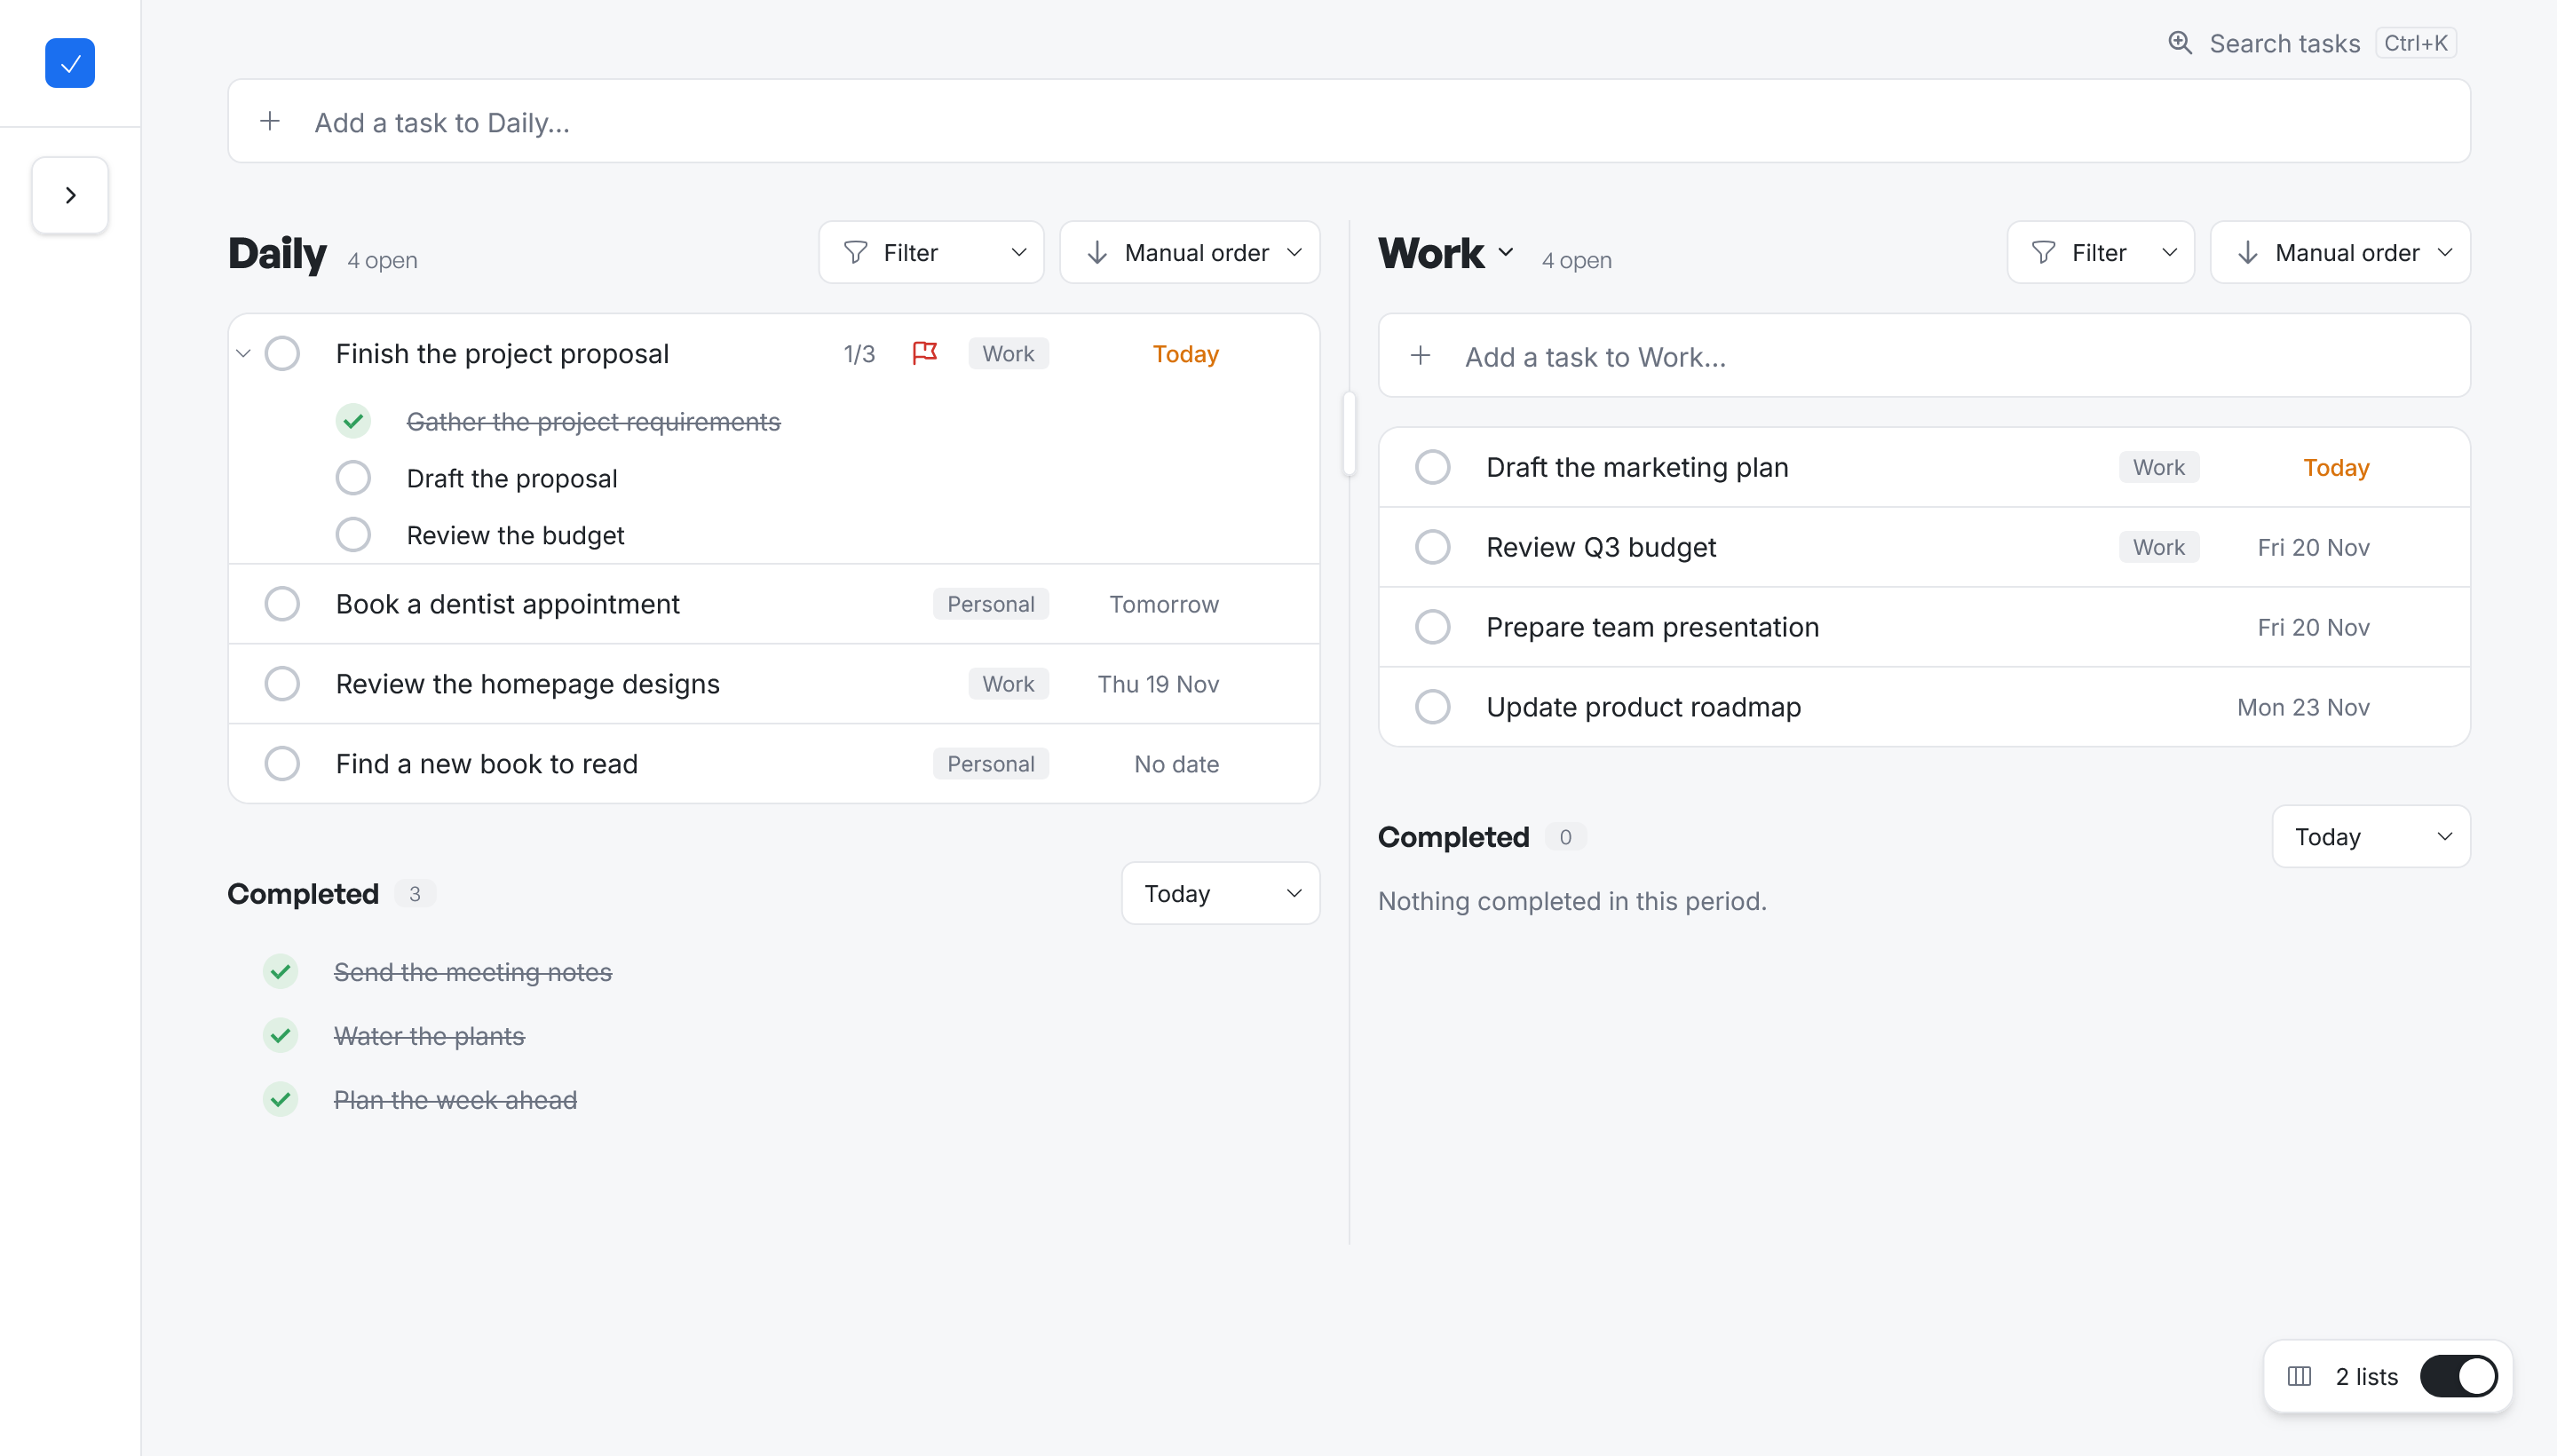 Search tasks Ctrl+K
Add a task to Daily...
Daily 4 open Filter Manual order
Finish the project proposal 1/3 Work Today
Gather the project requirements
Draft the proposal
Review the budget
Book a dentist appointment Personal Tomorrow
Review the homepage designs Work Thu 19 Nov
Find a new book to read Personal No date
Completed 3 Today
Send the meeting notes
Water the plants
Plan the week ahead
Work 4 open Filter Manual order
Add a task to Work...
Draft the marketing plan Work Today
Review Q3 budget Work Fri 20 Nov
Prepare team presentation Fri 20 Nov
Update product roadmap Mon 23 Nov
Completed 0 Today
Nothing completed in this period.
2 lists